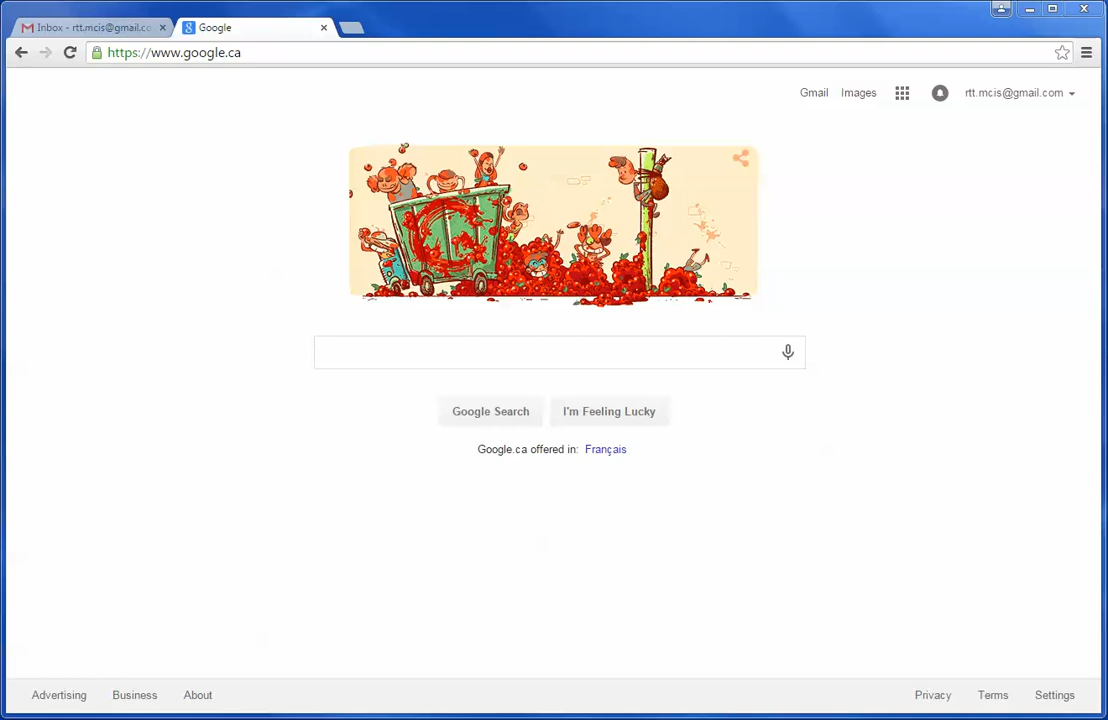 Inbox - rtt.mcis@gmail.co
Google
https://www.google.ca
Gmail Images rtt.mcis@gmail.com
Google Search I'm Feeling Lucky
Google.ca offered in: Français
Advertising Business About Privacy Terms Settings